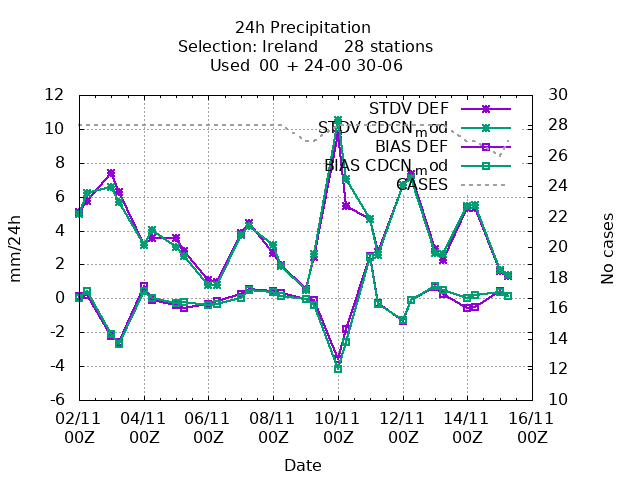 24h Precipitation
Selection: Ireland 28 stations
Used 00 + 24-00 30-06
mm/24h
No cases
12
10
8
6
4
2
0
-2
-4
-6
30
28
26
24
22
20
18
16
14
12
10
STDV DEF
STDV CDCN_mod
BIAS DEF
BIAS CDCN_mod
CASES
02/11 04/11 06/11 08/11 10/11 12/11 14/11 16/11
00Z 00Z 00Z 00Z 00Z 00Z 00Z 00Z
Date